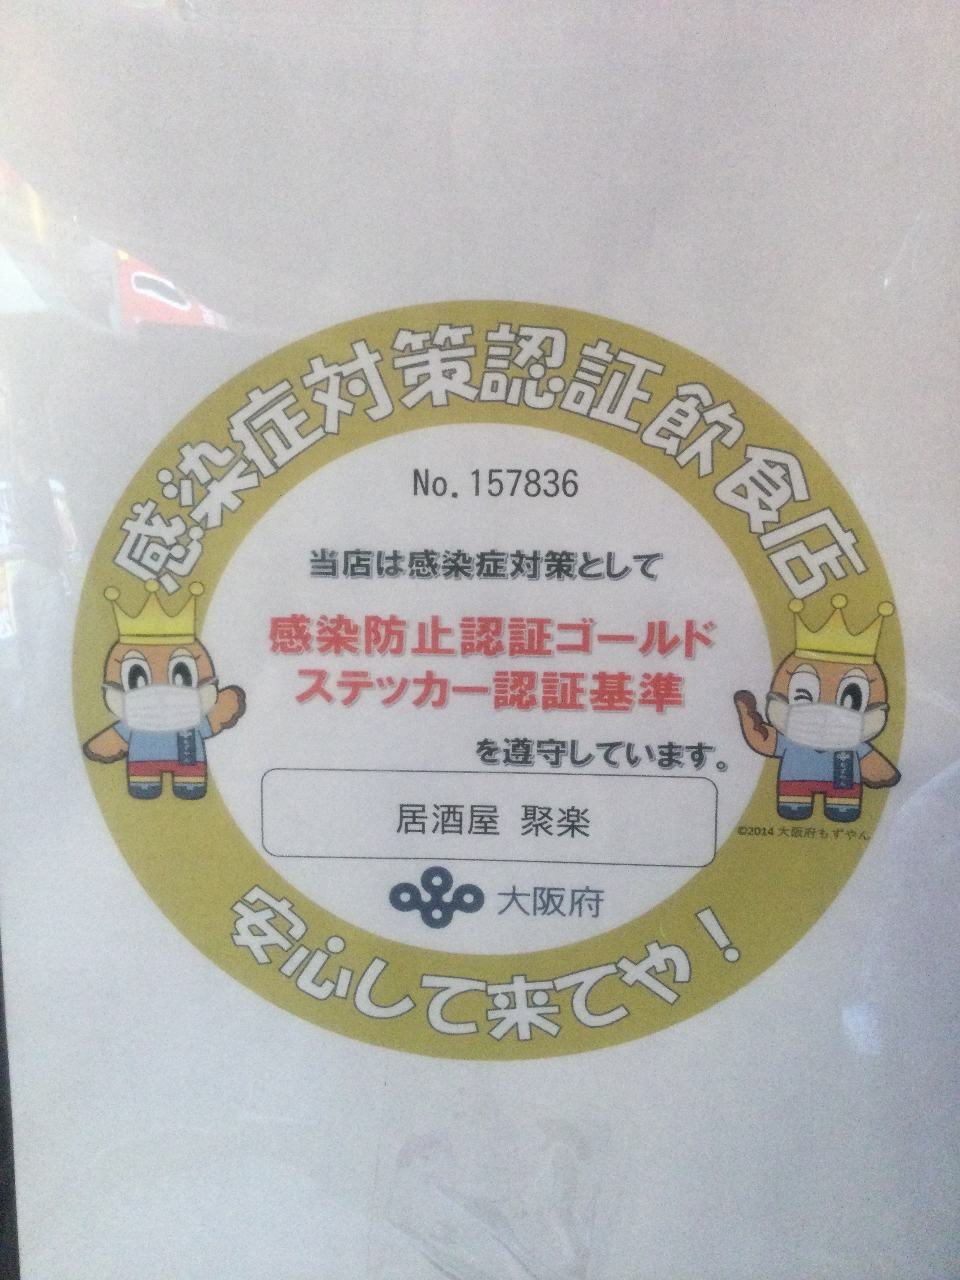 感染症対策認証飲食店
No.157836
当店は感染症対策として
感染防止認証ゴールド
ステッカー認証基準
を遵守しています。
居酒屋 聚楽
©2014 大阪府もずやん
大阪府
安心して来てや！